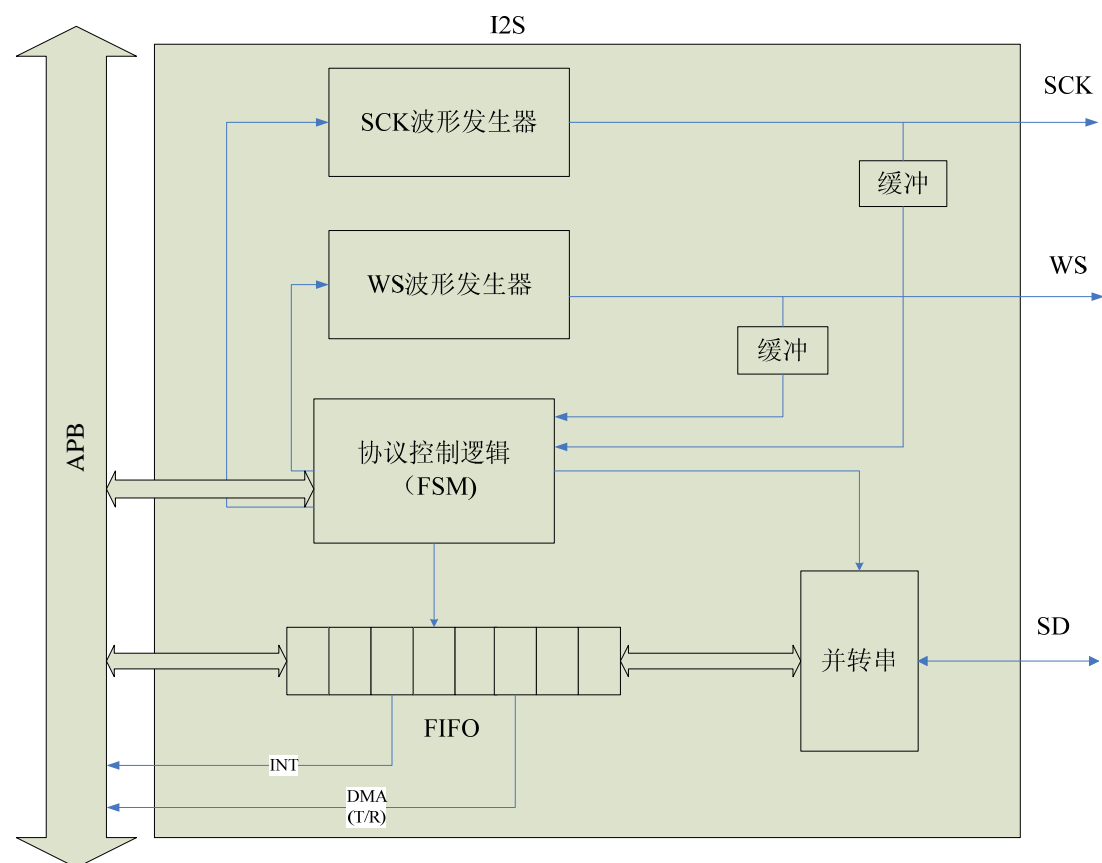 I2S
SCK波形发生器
SCK
缓冲
WS波形发生器
WS
缓冲
APB
协议控制逻辑
（FSM)
并转串
SD
FIFO
INT
DMA
(T/R)